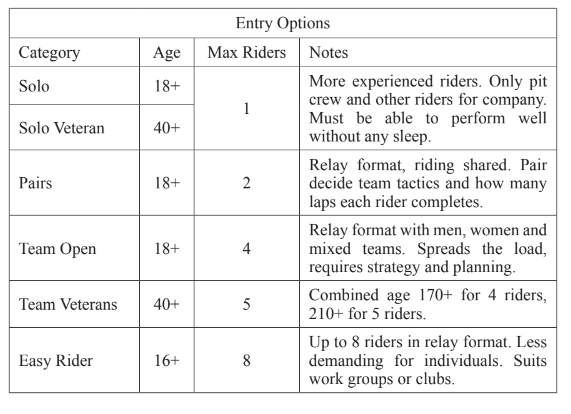 Entry Options
Category Age Max Riders Notes
Solo 18+
Solo Veteran 40+
1
More experienced riders. Only pit
crew and other riders for company.
Must be able to perform well
without any sleep.
Pairs 18+ 2
Relay format, riding shared. Pair
decide team tactics and how many
laps each rider completes.
Team Open 18+ 4
Relay format with men, women and
mixed teams. Spreads the load,
requires strategy and planning.
Team Veterans 40+ 5
Combined age 170+ for 4 riders,
210+ for 5 riders.
Easy Rider 16+ 8
Up to 8 riders in relay format. Less
demanding for individuals. Suits
work groups or clubs.